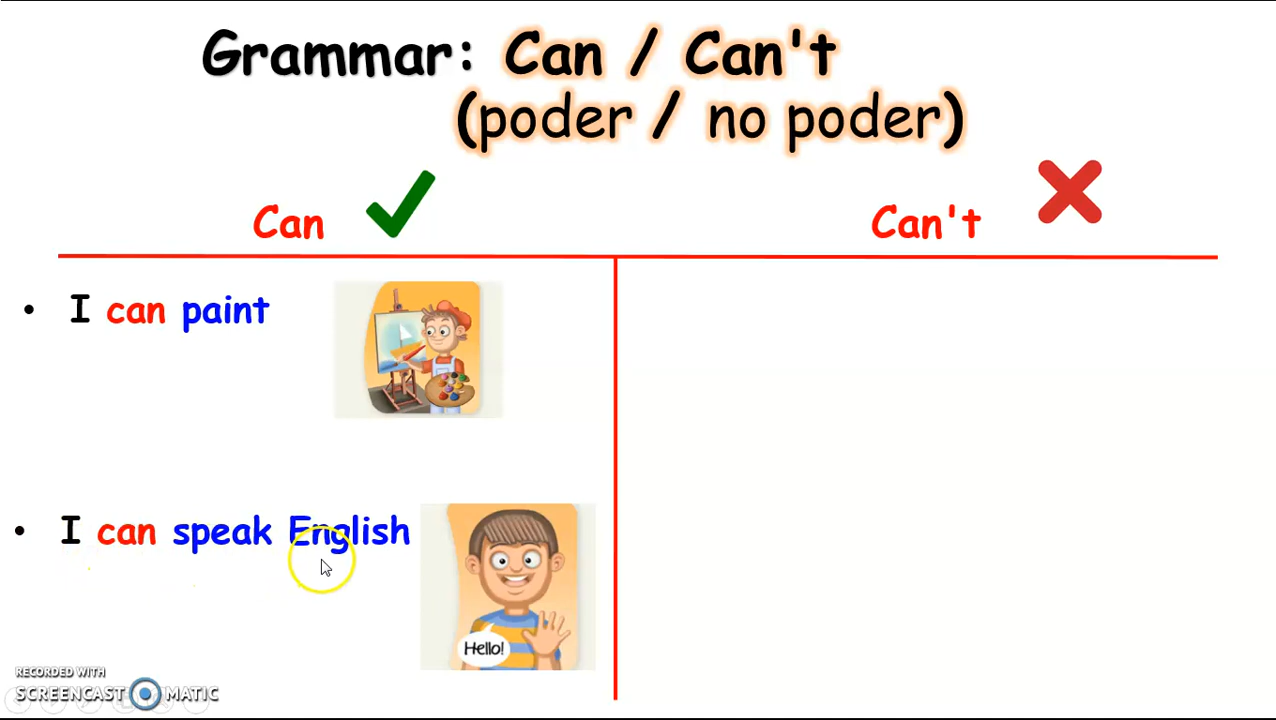 Grammar: Can / Can't
(poder / no poder)
Can
Can't
• I can paint
• I can speak English
Hello!
RECORDED WITH
SCREENCAST MATIC